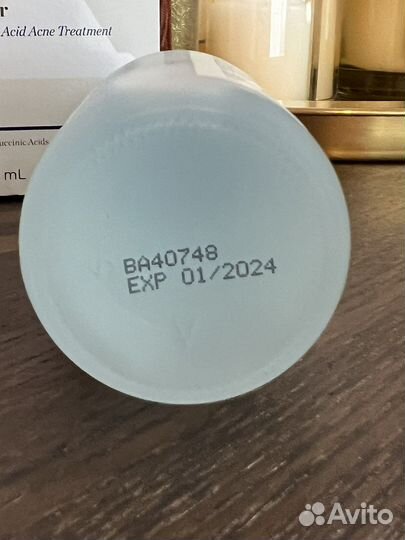 r
Acid Acne Treatment
uccinic Acids
mL
BA40748
EXP 01/2024
Avito